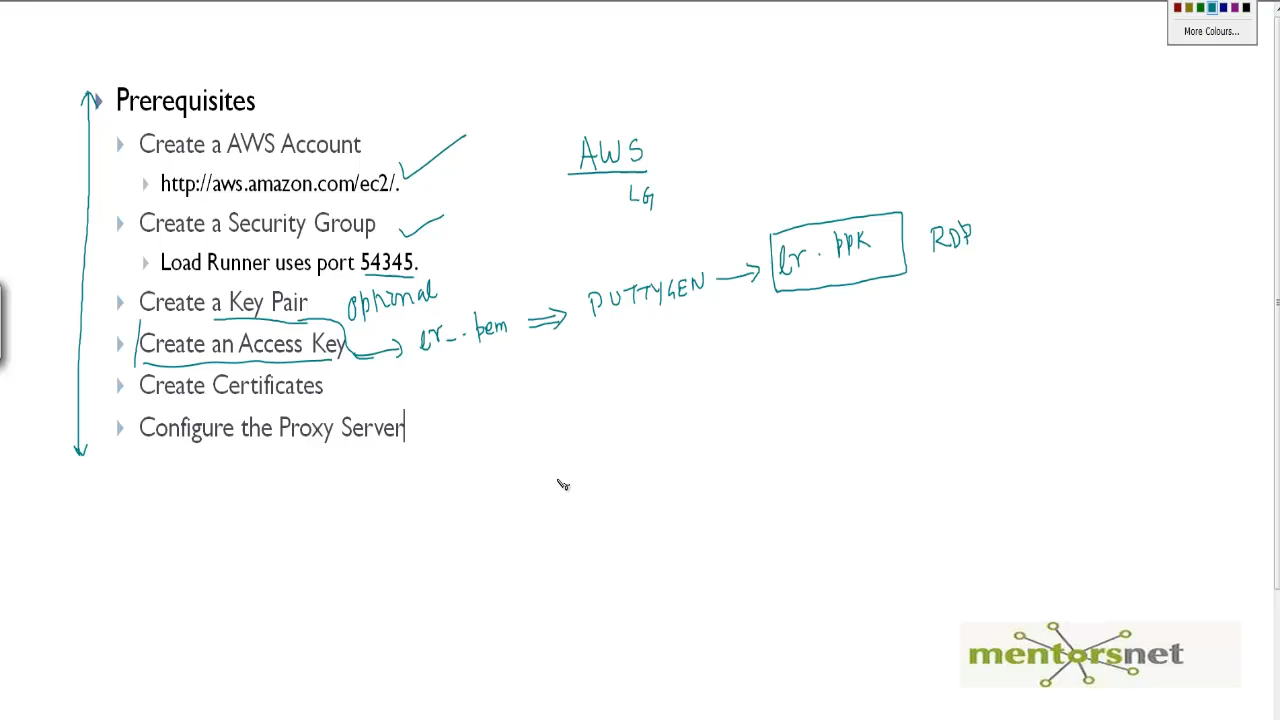 More Colours...
Prerequisites
Create a AWS Account
http://aws.amazon.com/ec2/.
Create a Security Group
Load Runner uses port 54345.
Create a Key Pair
Create an Access Key
Create Certificates
Configure the Proxy Server
AWS
LG
optional
lr_.pem
PUTTYGEN
lr.ppk
RDP
mentorsnet